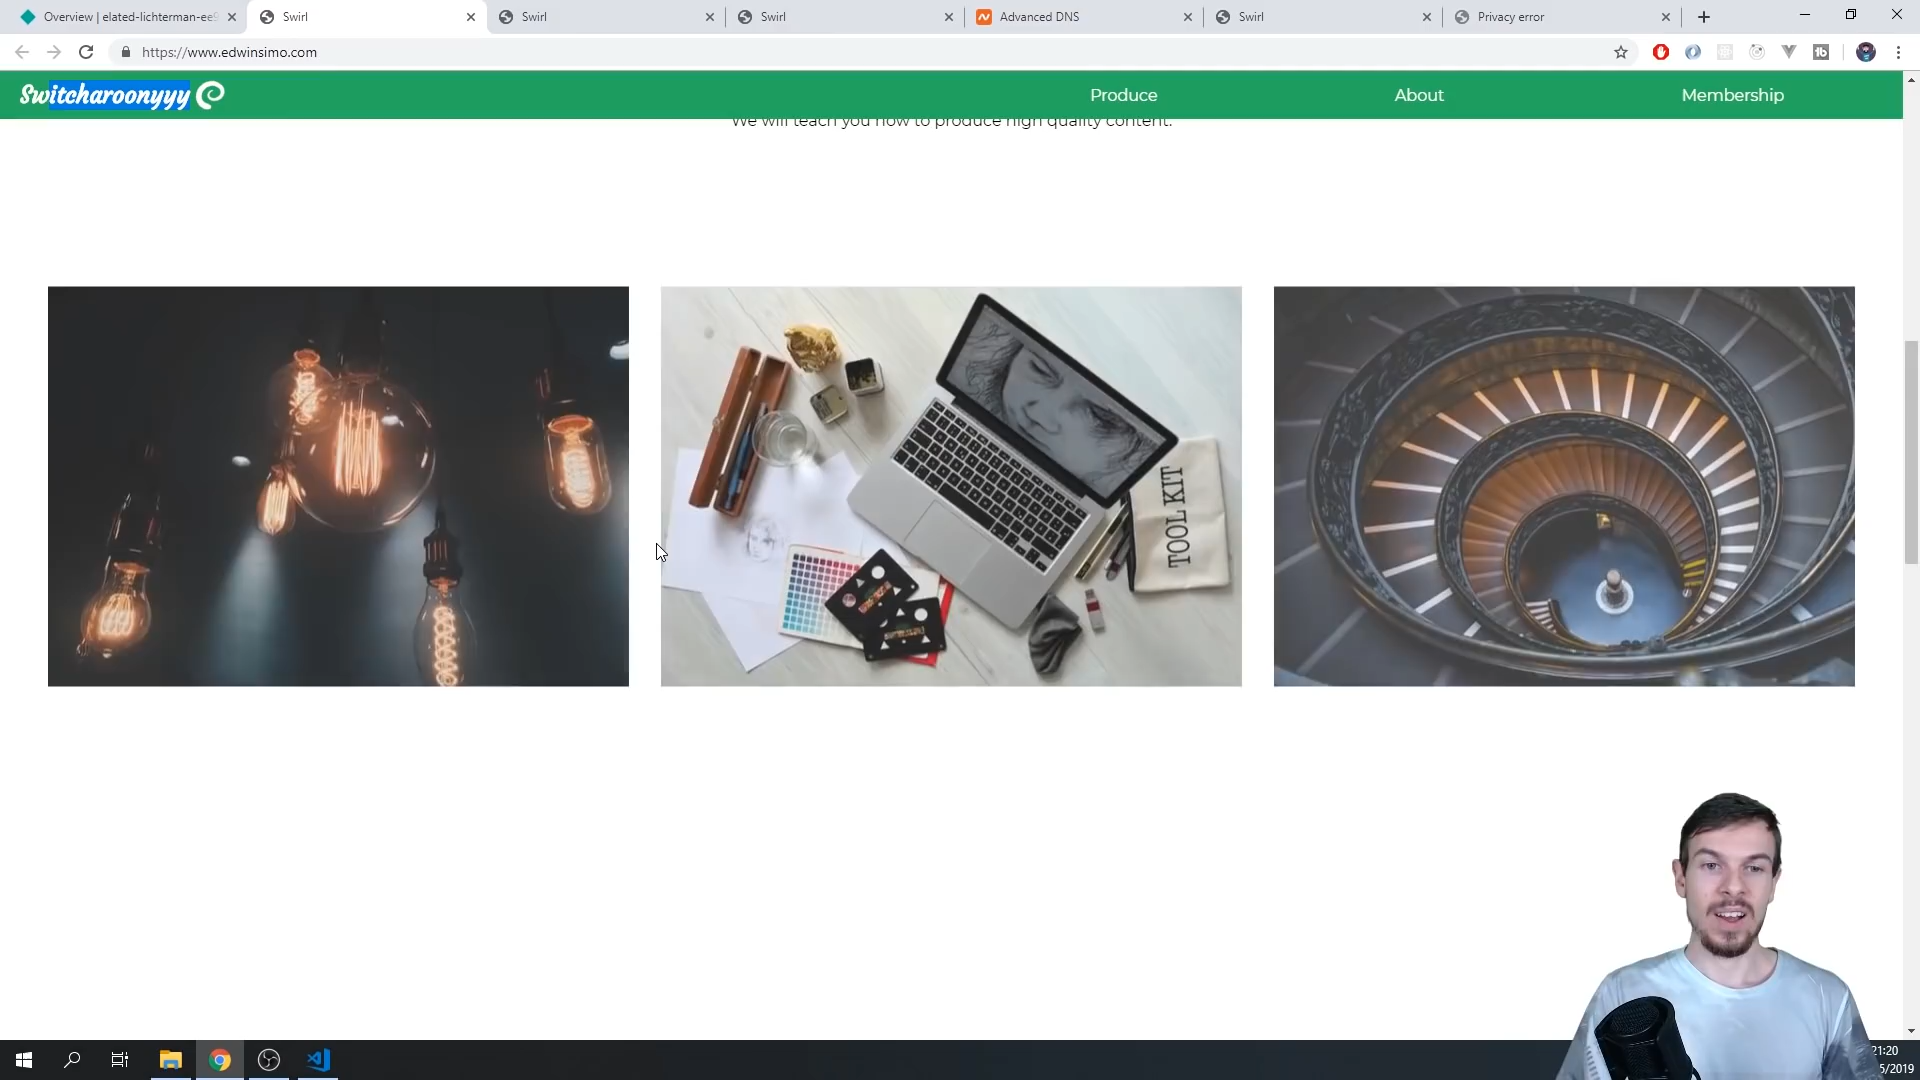 Overview | elated-lichterman-ee9
Swirl
Swirl
Swirl
Advanced DNS
Swirl
Privacy error
https://www.edwinsimo.com
Switcharoonyyy
Produce
About
Membership
We will teach you how to produce high quality content.
TOOL KIT
21:20
5/2019